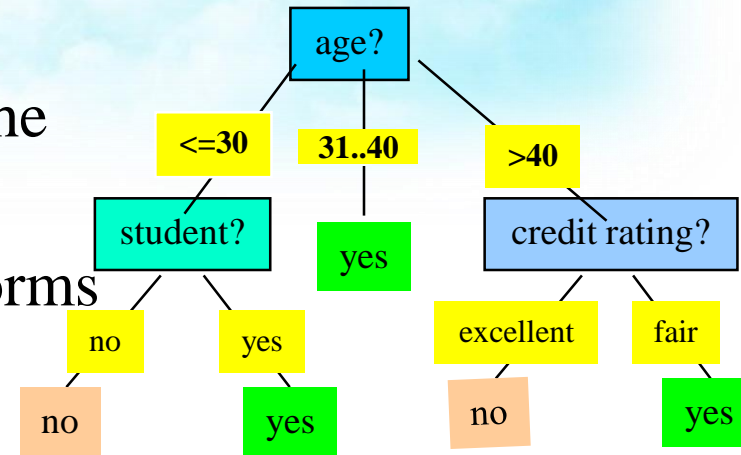 age?
ne
<=30 31..40 >40
student? yes credit rating?
orms
no yes excellent fair
no yes no yes